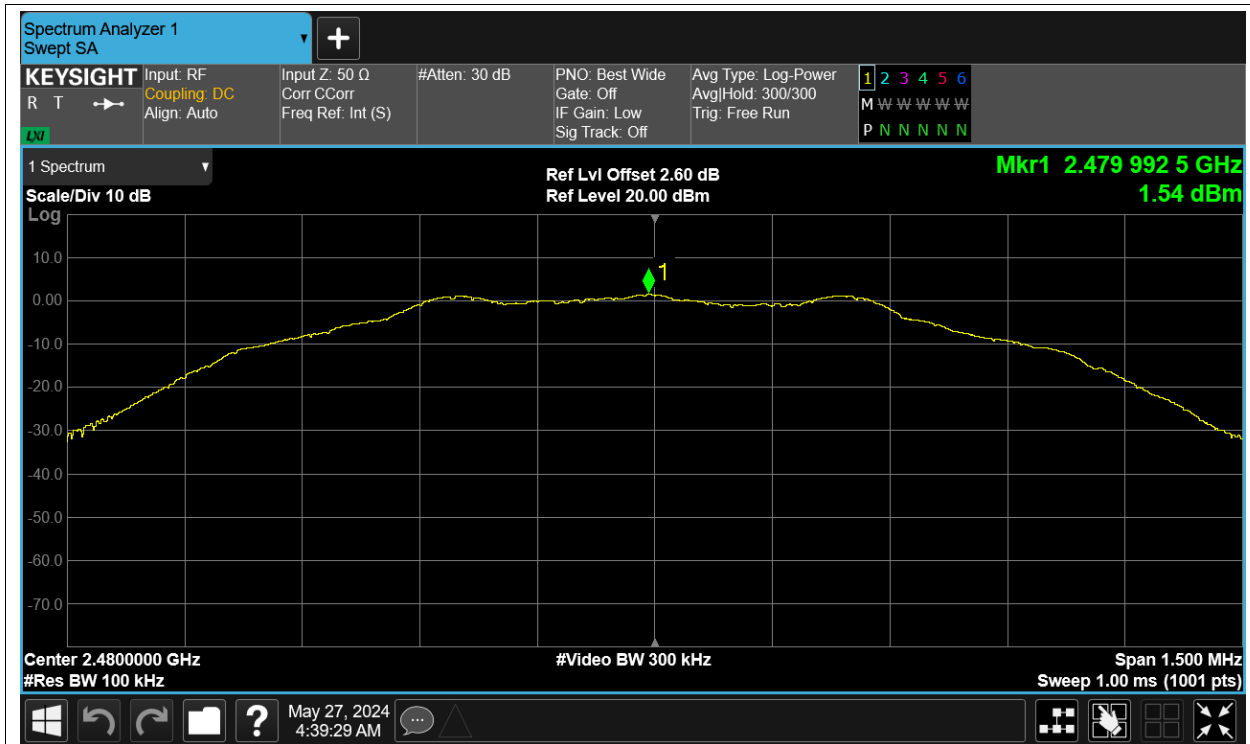 Spectrum Analyzer 1
Swept SA
+
KEYSIGHT
R T
LXI
Input: RF
Coupling: DC
Align: Auto
Input Z: 50 Ω
Corr CCorr
Freq Ref: Int (S)
#Atten: 30 dB
PNO: Best Wide
Gate: Off
IF Gain: Low
Sig Track: Off
Avg Type: Log-Power
Avg|Hold: 300/300
Trig: Free Run
1 2 3 4 5 6
M W W W W W
P N N N N N
1 Spectrum
Scale/Div 10 dB
Log
Ref Lvl Offset 2.60 dB
Ref Level 20.00 dBm
Mkr1 2.479 992 5 GHz
1.54 dBm
1
10.0
0.00
-10.0
-20.0
-30.0
-40.0
-50.0
-60.0
-70.0
Center 2.4800000 GHz
#Res BW 100 kHz
#Video BW 300 kHz
Span 1.500 MHz
Sweep 1.00 ms (1001 pts)
?
May 27, 2024
4:39:29 AM